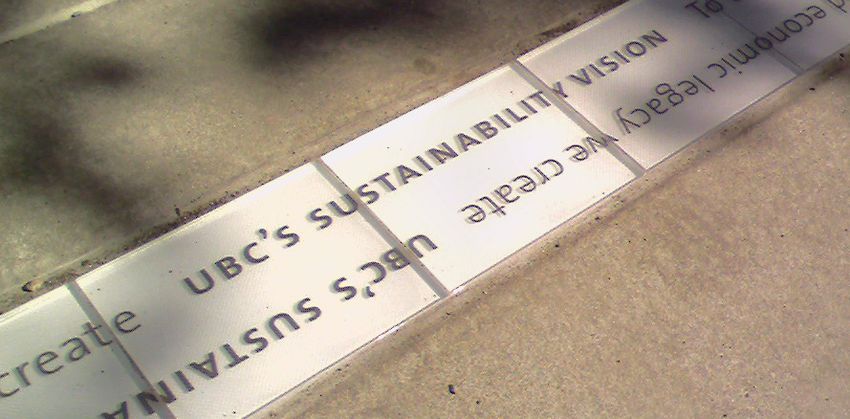 create UBC'S SUSTAINABILITY VISION To
d economic legacy we create UBC'S SUSTAINA